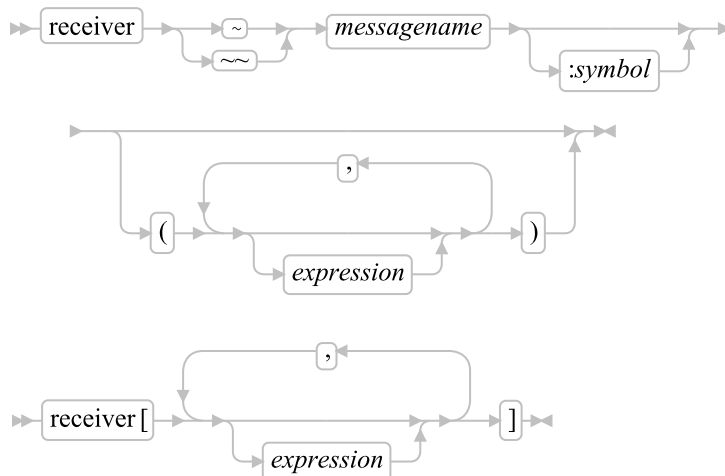 receiver ~ messagename
~~ :symbol
,
( )
expression
,
receiver [ ]
expression